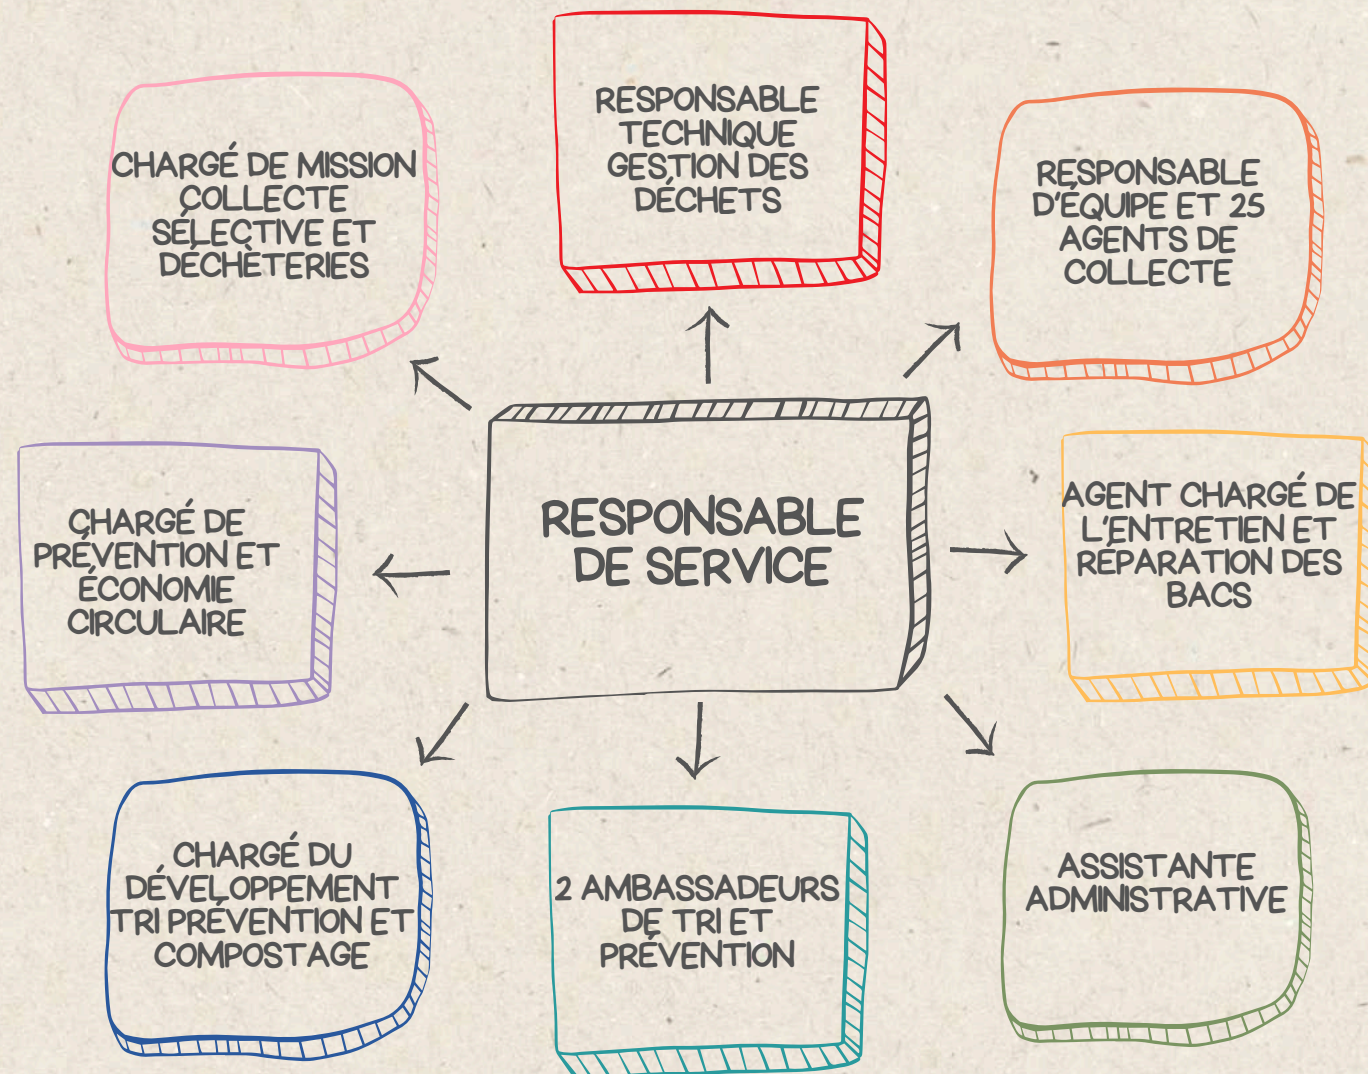 RESPONSABLE
TECHNIQUE
GESTION DES
DÉCHETS
CHARGÉ DE MISSION
COLLECTE
SÉLECTIVE ET
DÉCHÈTERIES
RESPONSABLE
D'ÉQUIPE ET 25
AGENTS DE
COLLECTE
CHARGÉ DE
PRÉVENTION ET
ÉCONOMIE
CIRCULAIRE
RESPONSABLE
DE SERVICE
AGENT CHARGÉ DE
L'ENTRETIEN ET
RÉPARATION DES
BACS
CHARGÉ DU
DÉVELOPPEMENT
TRI PRÉVENTION ET
COMPOSTAGE
2 AMBASSADEURS
DE TRI ET
PRÉVENTION
ASSISTANTE
ADMINISTRATIVE